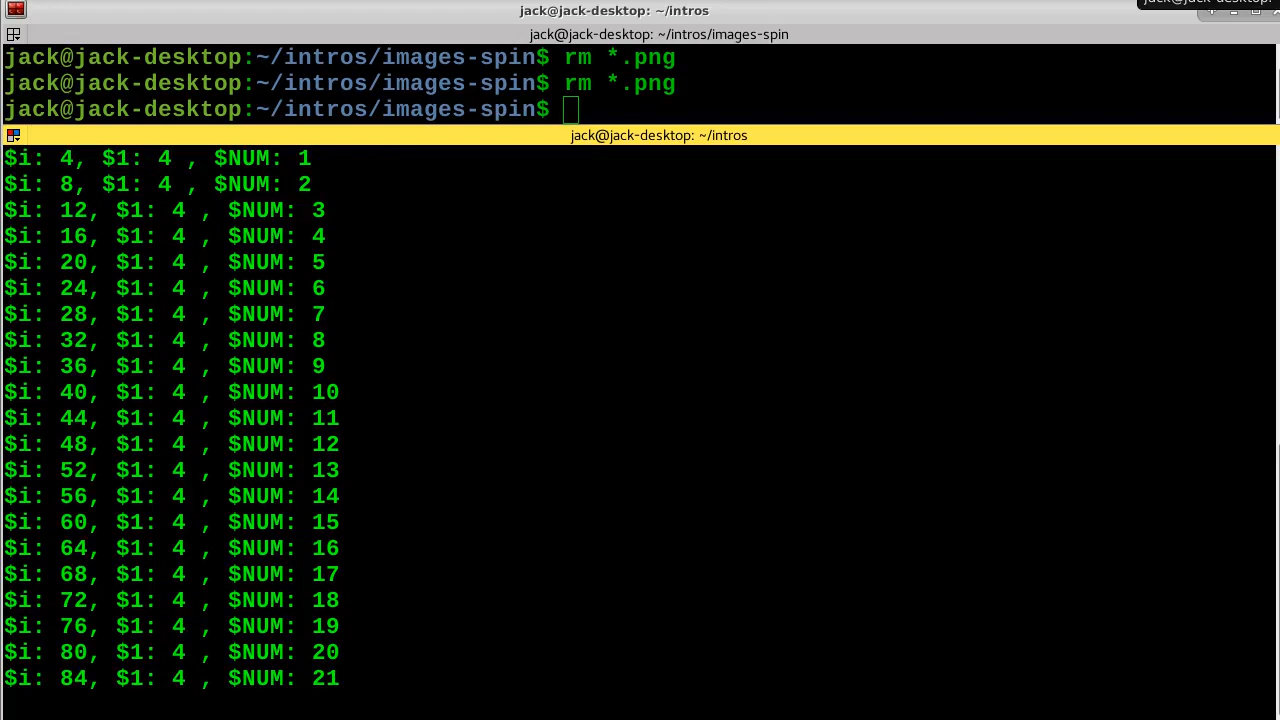 jack@jack-desktop: ~/intros
jack@jack-desktop: ~/intros/images-spin
jack@jack-desktop:~/intros/images-spin$ rm *.png
jack@jack-desktop:~/intros/images-spin$ rm *.png
jack@jack-desktop:~/intros/images-spin$
jack@jack-desktop: ~/intros
$i: 4, $1: 4 , $NUM: 1
$i: 8, $1: 4 , $NUM: 2
$i: 12, $1: 4 , $NUM: 3
$i: 16, $1: 4 , $NUM: 4
$i: 20, $1: 4 , $NUM: 5
$i: 24, $1: 4 , $NUM: 6
$i: 28, $1: 4 , $NUM: 7
$i: 32, $1: 4 , $NUM: 8
$i: 36, $1: 4 , $NUM: 9
$i: 40, $1: 4 , $NUM: 10
$i: 44, $1: 4 , $NUM: 11
$i: 48, $1: 4 , $NUM: 12
$i: 52, $1: 4 , $NUM: 13
$i: 56, $1: 4 , $NUM: 14
$i: 60, $1: 4 , $NUM: 15
$i: 64, $1: 4 , $NUM: 16
$i: 68, $1: 4 , $NUM: 17
$i: 72, $1: 4 , $NUM: 18
$i: 76, $1: 4 , $NUM: 19
$i: 80, $1: 4 , $NUM: 20
$i: 84, $1: 4 , $NUM: 21